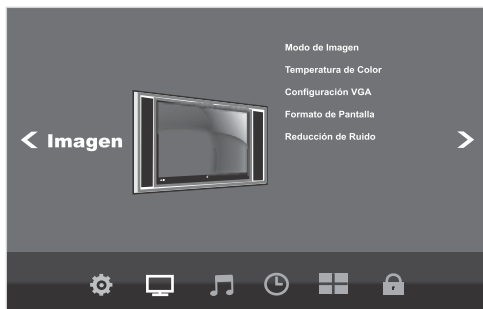 Modo de Imagen
Temperatura de Color
Configuración VGA
Formato de Pantalla
Reducción de Ruido
Imagen